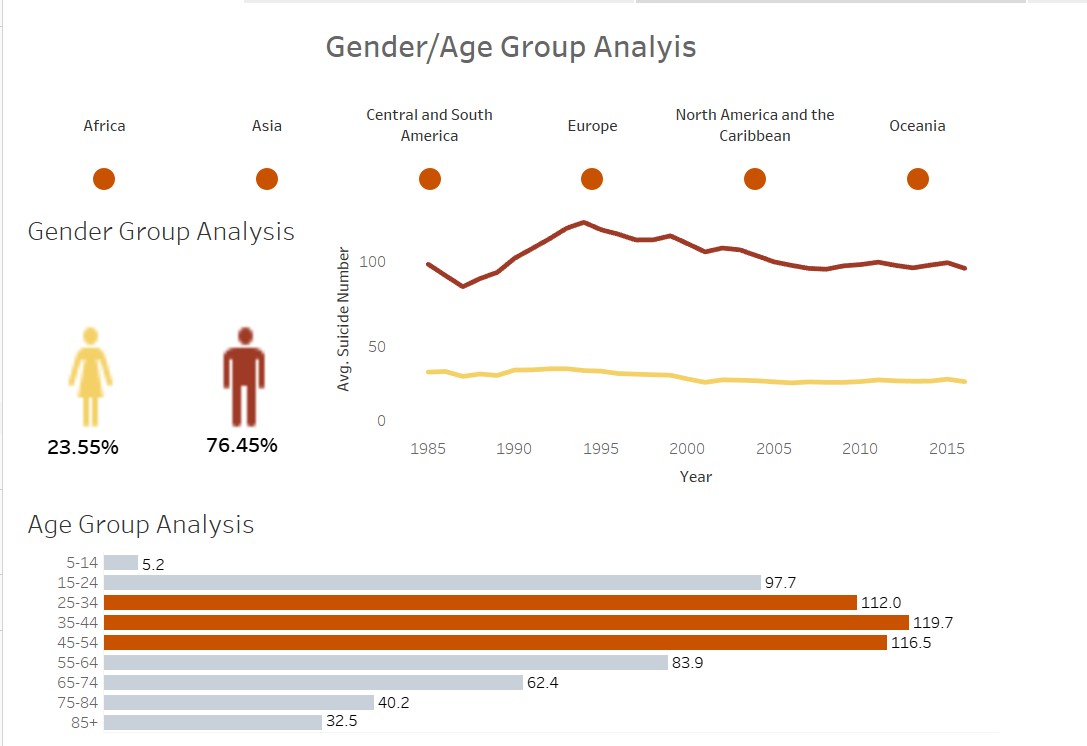 Gender/Age Group Analyis
Africa
Asia
Central and South
America
Europe
North America and the
Caribbean
Oceania
Gender Group Analysis
23.55%
76.45%
Avg. Suicide Number
100
50
0
1985 1990 1995 2000 2005 2010 2015
Year
Age Group Analysis
5-14 5.2
15-24 97.7
25-34 112.0
35-44 119.7
45-54 116.5
55-64 83.9
65-74 62.4
75-84 40.2
85+ 32.5